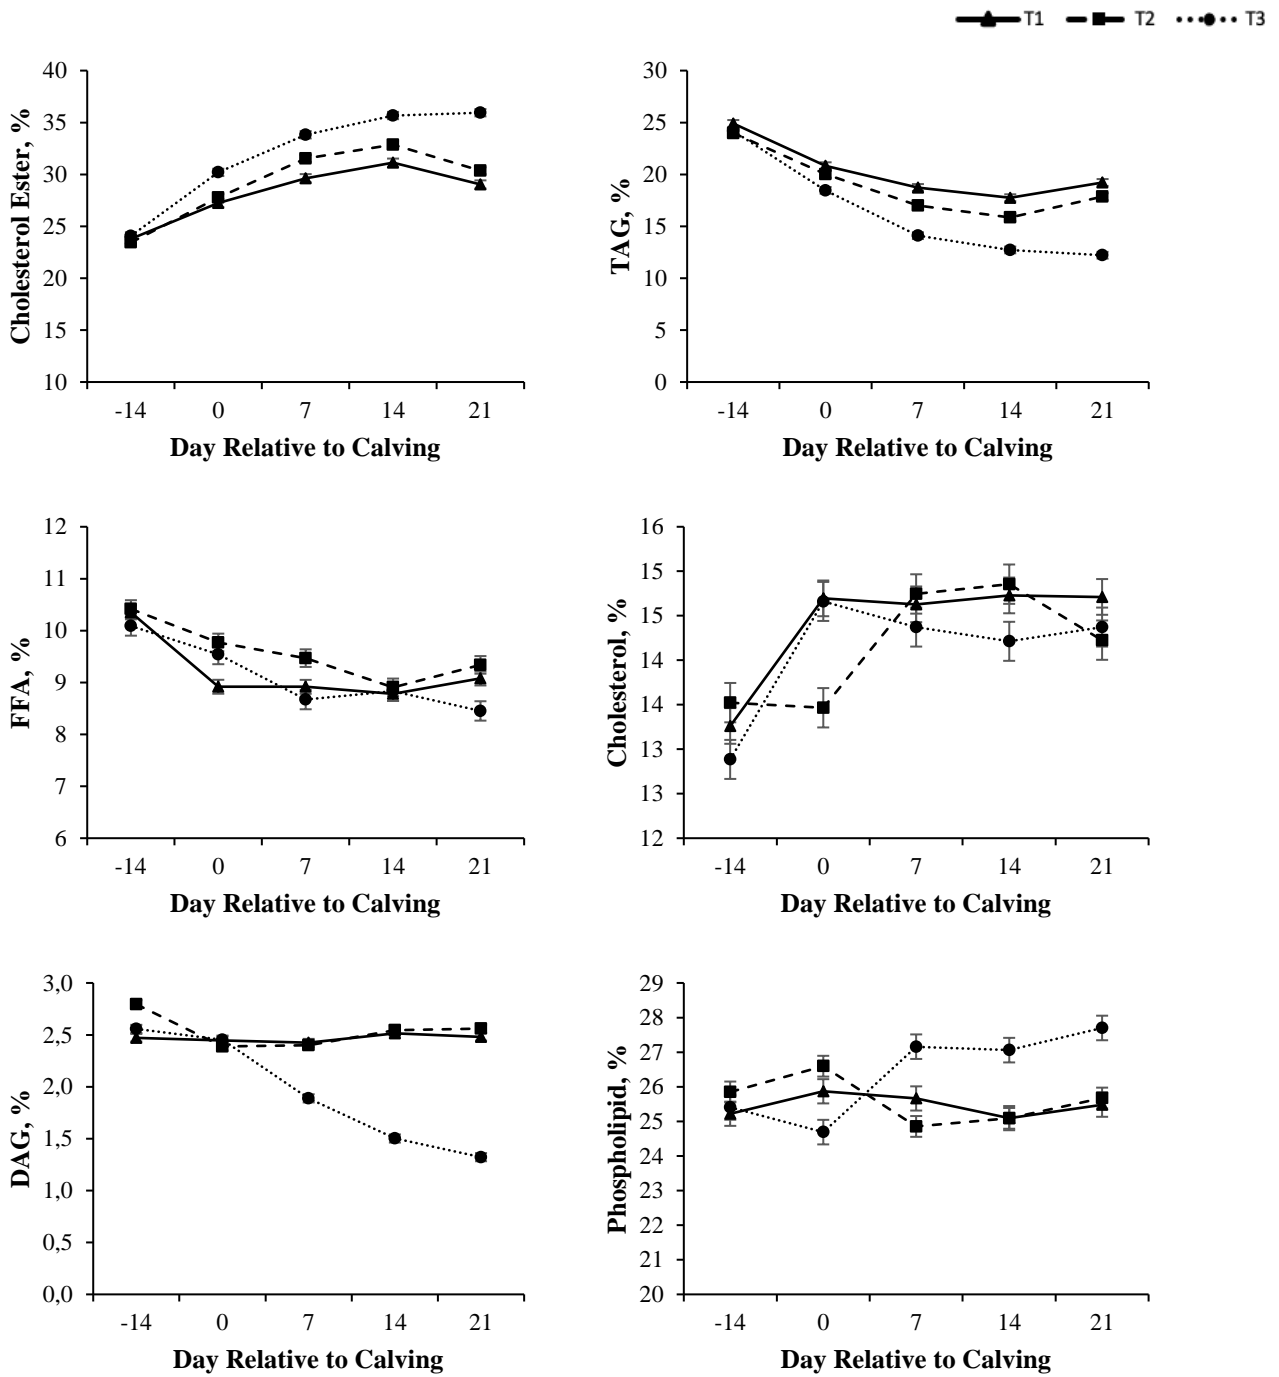 T1 T2 T3
40
35
30
25
20
15
10
Cholesterol Ester, %
-14 0 7 14 21
Day Relative to Calving
30
25
20
15
10
5
0
TAG, %
-14 0 7 14 21
Day Relative to Calving
12
11
10
9
8
7
6
FFA, %
-14 0 7 14 21
Day Relative to Calving
16
15
15
14
14
13
13
12
Cholesterol, %
-14 0 7 14 21
Day Relative to Calving
3,0
2,5
2,0
1,5
1,0
0,5
0,0
DAG, %
-14 0 7 14 21
Day Relative to Calving
29
28
27
26
25
24
23
22
21
20
Phospholipid, %
-14 0 7 14 21
Day Relative to Calving